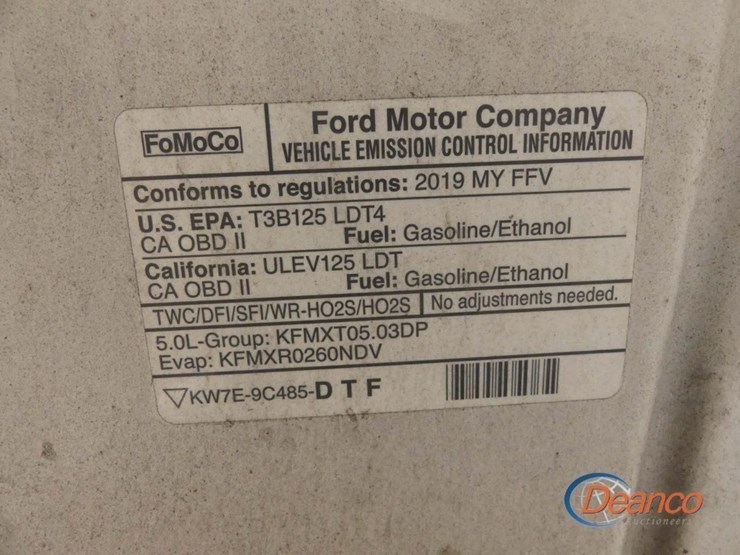 FoMoCo
Ford Motor Company
VEHICLE EMISSION CONTROL INFORMATION
Conforms to regulations: 2019 MY FFV
U.S. EPA: T3B125 LDT4
CA OBD II Fuel: Gasoline/Ethanol
California: ULEV125 LDT
CA OBD II Fuel: Gasoline/Ethanol
TWC/DFI/SFI/WR-HO2S/HO2S No adjustments needed.
5.0L-Group: KFMXT05.03DP
Evap: KFMXR0260NDV
KW7E-9C485-D T F
Deanco
Auctioneers